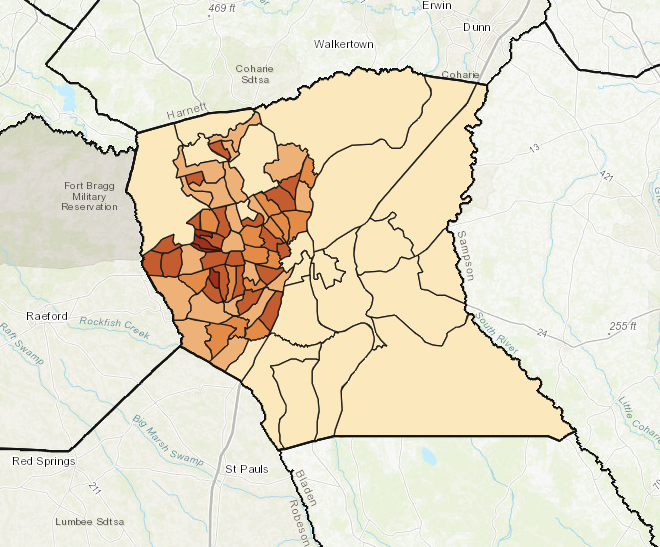 Erwin
469 ft
Dunn
Walkertown
Coharie
Sdtsa
Coharie
Harnett
13
421
Fort Bragg
Military
Reservation
Sampson
Raeford
Rockfish Creek
Raft Swamp
South River
24
255 ft
Little Coharie
Big Marsh Swamp
Red Springs
St Pauls
211
Bladen
Robeson
Lumbee Sdtsa